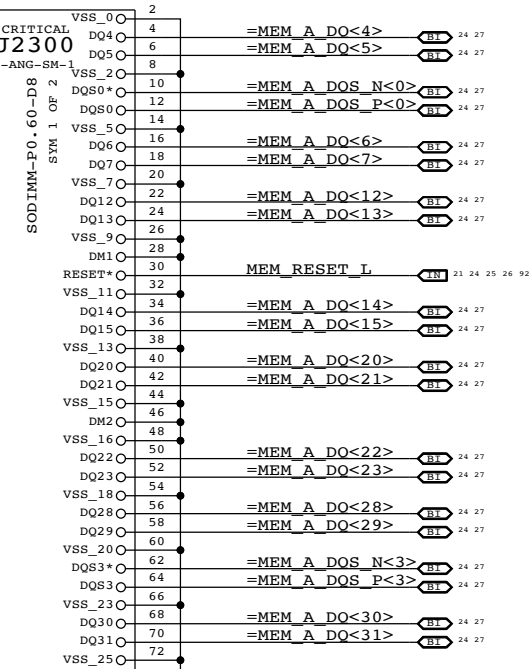 CRITICAL
J2300
-ANG-SM-1
SODIMM-P0.60-D8
SYM 1 OF 2
VSS_0 2
DQ4 4 =MEM_A_DQ<4> BI 24 27
DQ5 6 =MEM_A_DQ<5> BI 24 27
VSS_2 8
DQS0* 10 =MEM_A_DQS_N<0> BI 24 27
DQS0 12 =MEM_A_DQS_P<0> BI 24 27
VSS_5 14
DQ6 16 =MEM_A_DQ<6> BI 24 27
DQ7 18 =MEM_A_DQ<7> BI 24 27
VSS_7 20
DQ12 22 =MEM_A_DQ<12> BI 24 27
DQ13 24 =MEM_A_DQ<13> BI 24 27
VSS_9 26
DM1 28
RESET* 30 MEM_RESET_L IN 21 24 25 26 92
VSS_11 32
DQ14 34 =MEM_A_DQ<14> BI 24 27
DQ15 36 =MEM_A_DQ<15> BI 24 27
VSS_13 38
DQ20 40 =MEM_A_DQ<20> BI 24 27
DQ21 42 =MEM_A_DQ<21> BI 24 27
VSS_15 44
DM2 46
VSS_16 48
DQ22 50 =MEM_A_DQ<22> BI 24 27
DQ23 52 =MEM_A_DQ<23> BI 24 27
VSS_18 54
DQ28 56 =MEM_A_DQ<28> BI 24 27
DQ29 58 =MEM_A_DQ<29> BI 24 27
VSS_20 60
DQS3* 62 =MEM_A_DQS_N<3> BI 24 27
DQS3 64 =MEM_A_DQS_P<3> BI 24 27
VSS_23 66
DQ30 68 =MEM_A_DQ<30> BI 24 27
DQ31 70 =MEM_A_DQ<31> BI 24 27
VSS_25 72